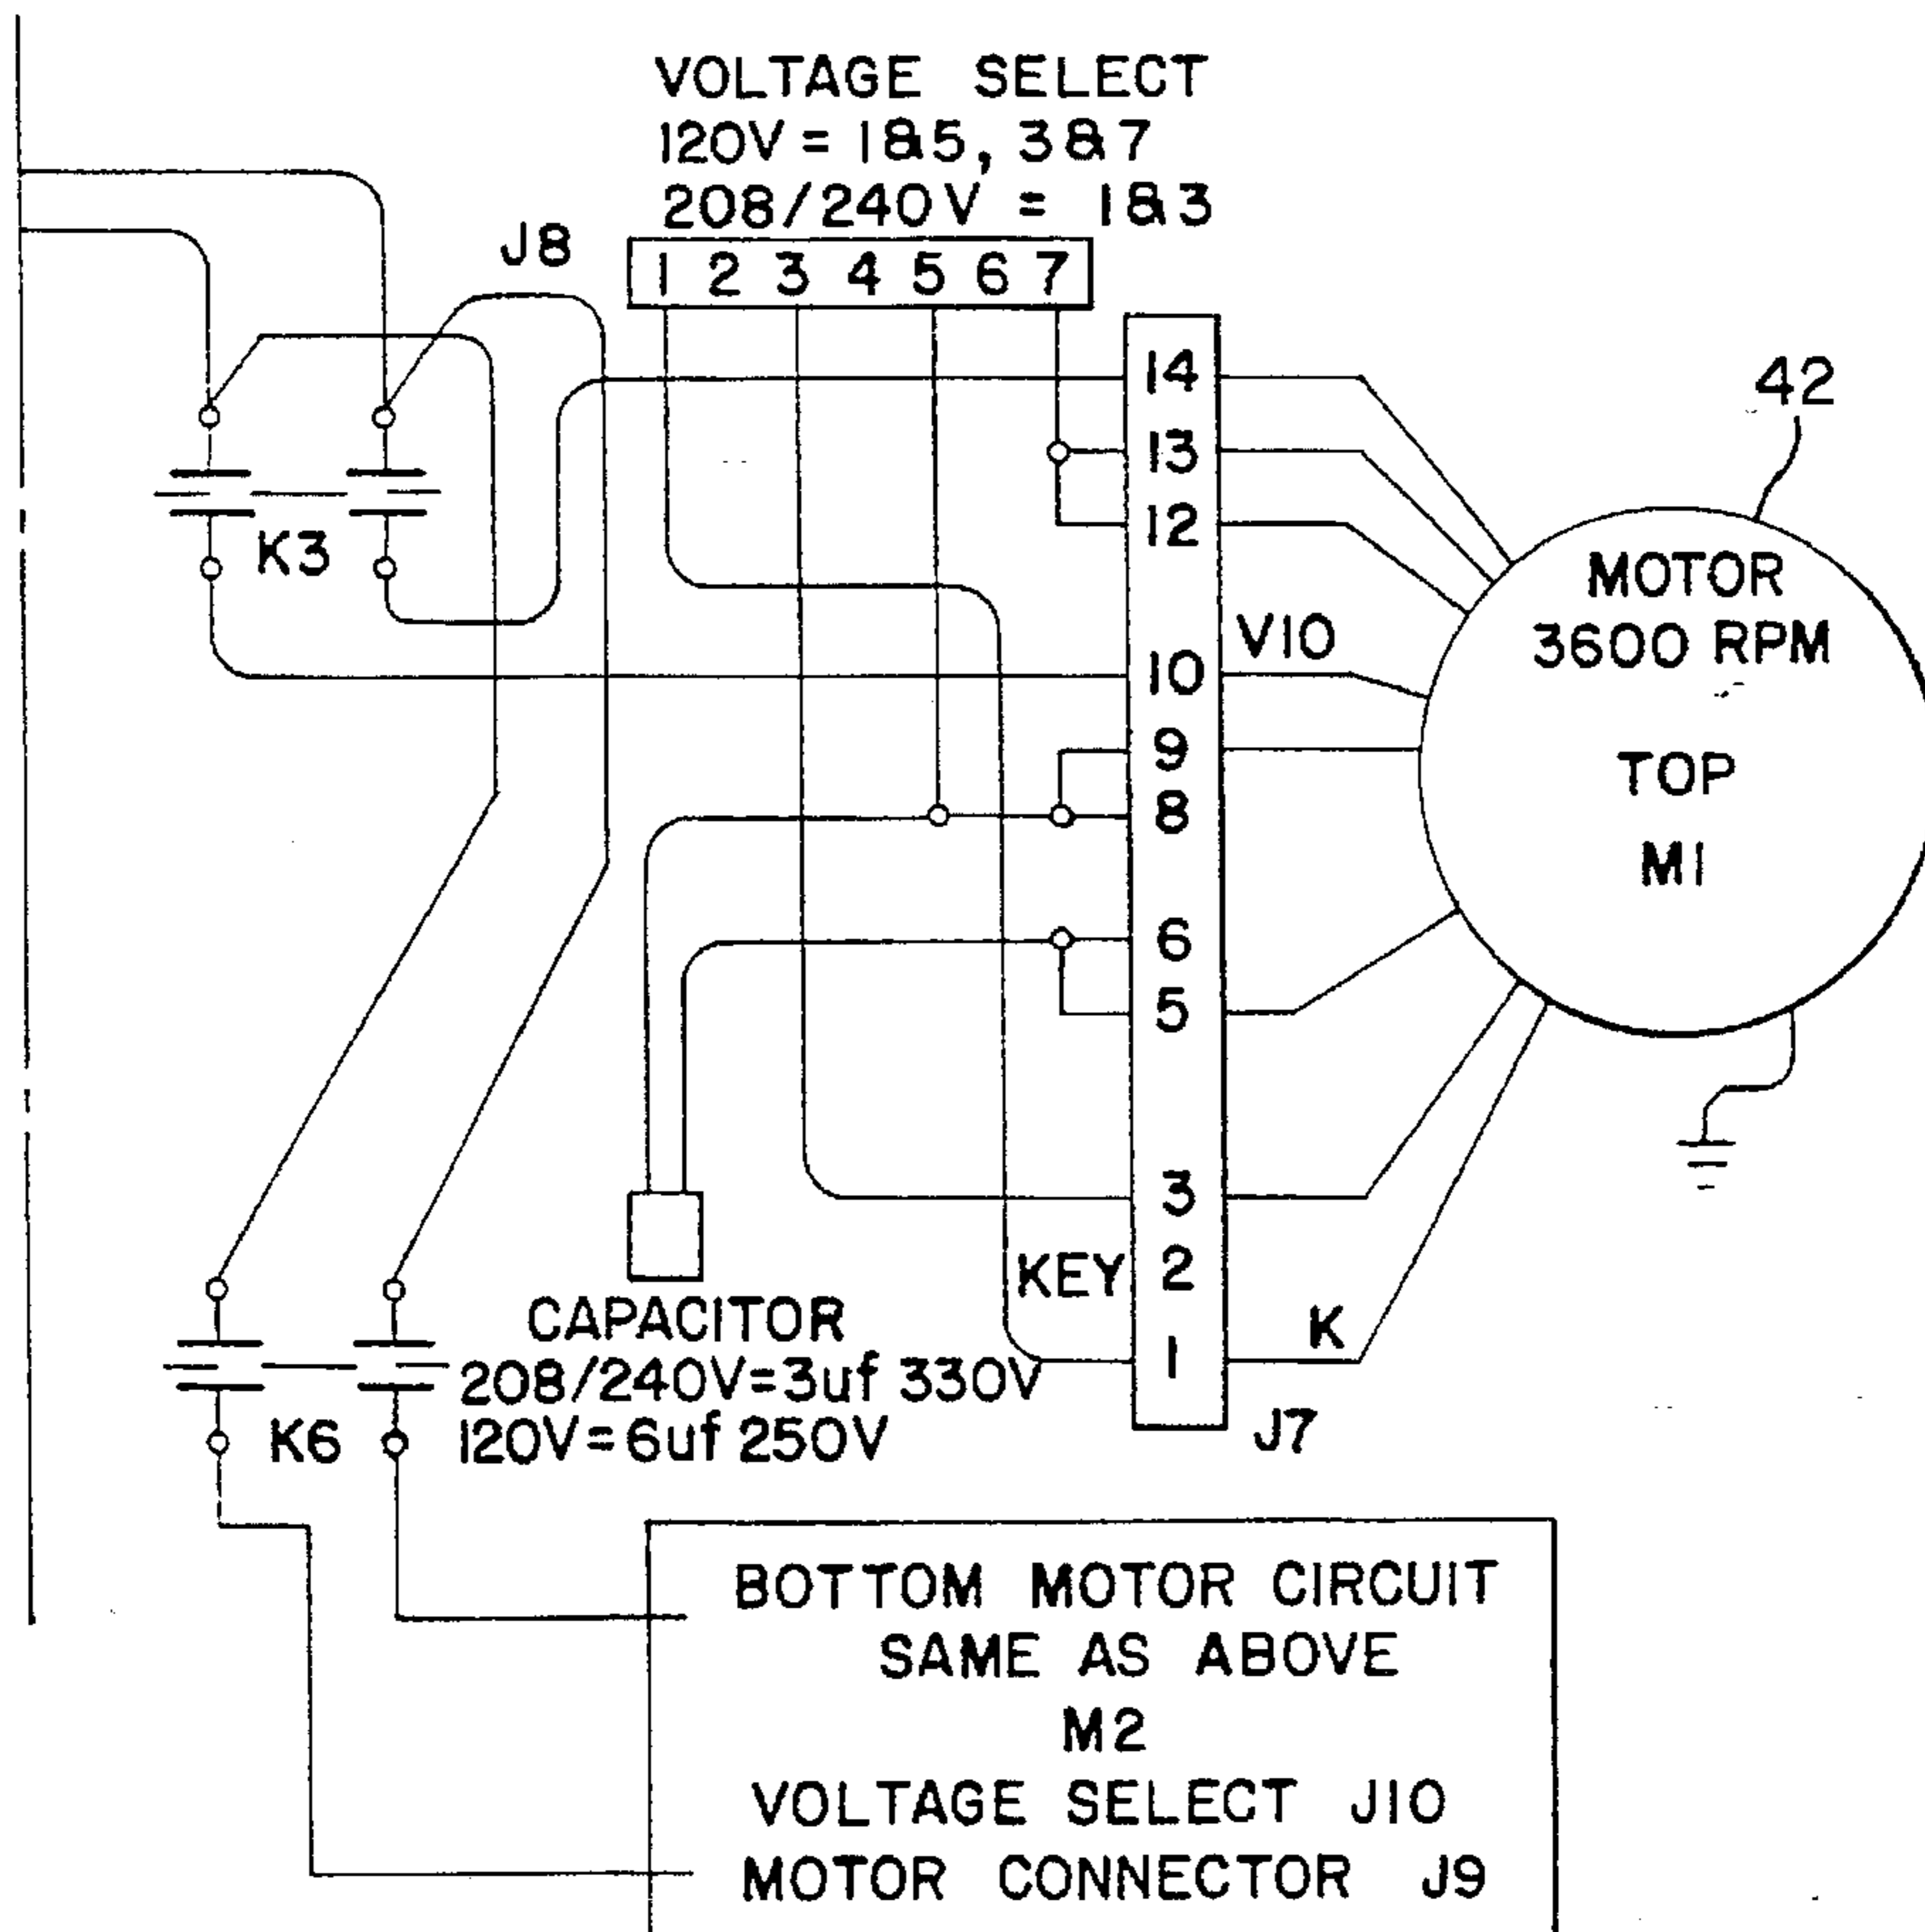 VOLTAGE SELECT
120V = 1&5, 3&7
208/240V = 1&3
J8
1 2 3 4 5 6 7
14
13
12
10
9
8
6
5
3
2
1
42
K3
VIO
MOTOR
3600 RPM
TOP
M1
KEY
K
J7
CAPACITOR
208/240V=3uf 330V
120V=6uf 250V
K6
BOTTOM MOTOR CIRCUIT
SAME AS ABOVE
M2
VOLTAGE SELECT J10
MOTOR CONNECTOR J9